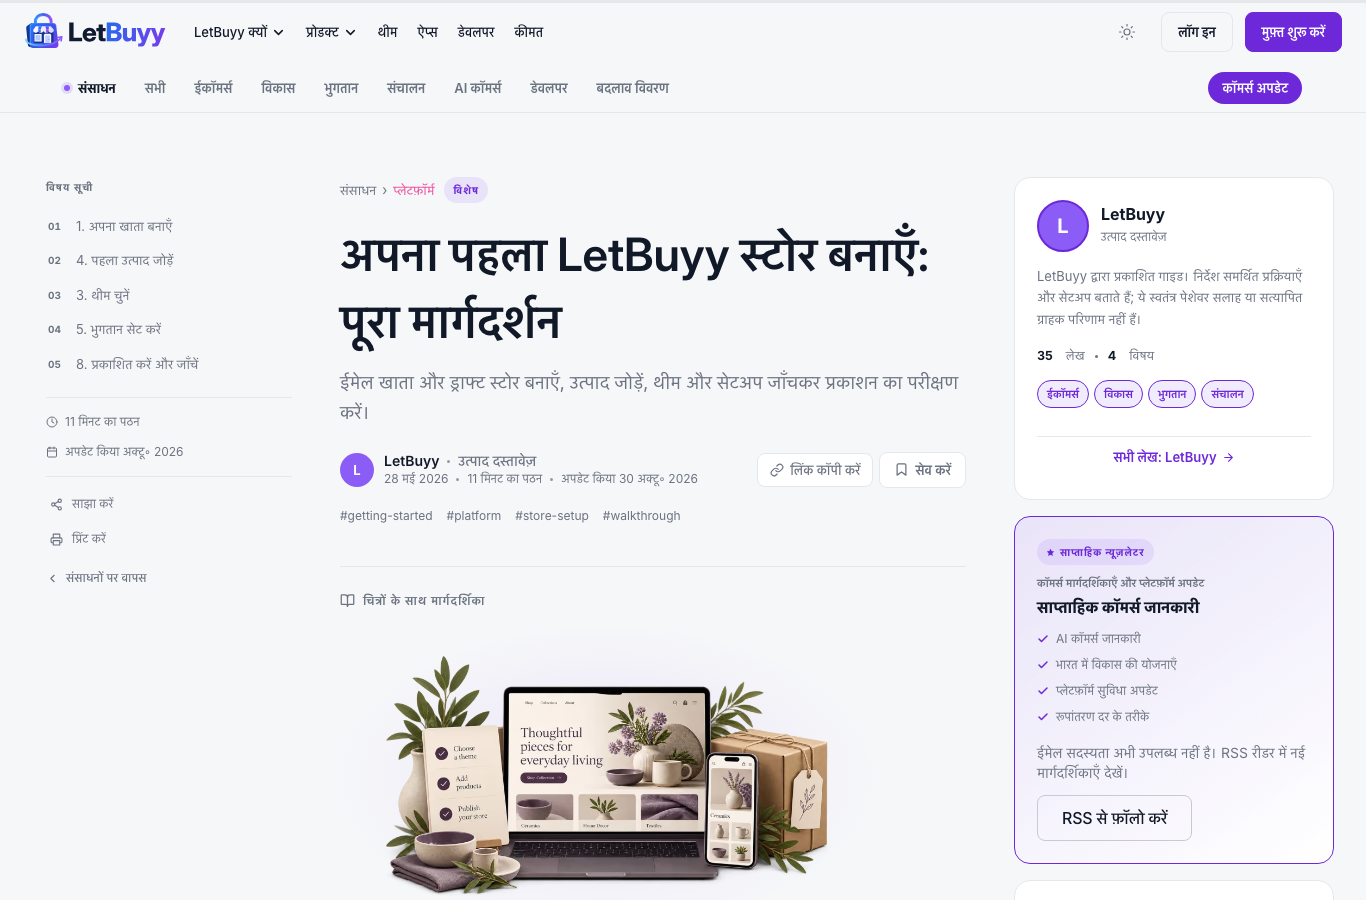 LetBuyy
LetBuyy क्यों
प्रोडक्ट
थीम
ऐप्स
डेवलपर
कीमत
लॉग इन
मुफ़्त शुरू करें
संसाधन
सभी
ईकॉमर्स
विकास
भुगतान
संचालन
AI कॉमर्स
डेवलपर
बदलाव विवरण
कॉमर्स अपडेट
विषय सूची
01 1. अपना खाता बनाएँ
02 4. पहला उत्पाद जोड़ें
03 3. थीम चुनें
04 5. भुगतान सेट करें
05 8. प्रकाशित करें और जाँचें
11 मिनट का पठन
अपडेट किया अक्टू॰ 2026
साझा करें
प्रिंट करें
संसाधनों पर वापस
संसाधन › प्लेटफ़ॉर्म विशेष
अपना पहला LetBuyy स्टोर बनाएँ:
पूरा मार्गदर्शन
ईमेल खाता और ड्राफ्ट स्टोर बनाएँ, उत्पाद जोड़ें, थीम और सेटअप जाँचकर प्रकाशन का परीक्षण
करें।
L
LetBuyy • उत्पाद दस्तावेज़
28 मई 2026 • 11 मिनट का पठन • अपडेट किया 30 अक्टू॰ 2026
लिंक कॉपी करें
सेव करें
#getting-started #platform #store-setup #walkthrough
चित्रों के साथ मार्गदर्शिका
Choose
a theme
Add
products
Publish
your store
Thoughtful
pieces for
everyday living
Ceramics
Home Decor
Textiles
Ceramics
L
LetBuyy
उत्पाद दस्तावेज़
LetBuyy द्वारा प्रकाशित गाइड। निर्देश समर्थित प्रक्रियाएँ
और सेटअप बताते हैं; ये स्वतंत्र पेशेवर सलाह या सत्यापित
ग्राहक परिणाम नहीं हैं।
35 लेख • 4 विषय
ईकॉमर्स
विकास
भुगतान
संचालन
सभी लेख: LetBuyy →
साप्ताहिक न्यूज़लेटर
कॉमर्स मार्गदर्शिकाएँ और प्लेटफ़ॉर्म अपडेट
साप्ताहिक कॉमर्स जानकारी
AI कॉमर्स जानकारी
भारत में विकास की योजनाएँ
प्लेटफ़ॉर्म सुविधा अपडेट
रूपांतरण दर के तरीके
ईमेल सदस्यता अभी उपलब्ध नहीं है। RSS रीडर में नई
मार्गदर्शिकाएँ देखें।
RSS से फ़ॉलो करें